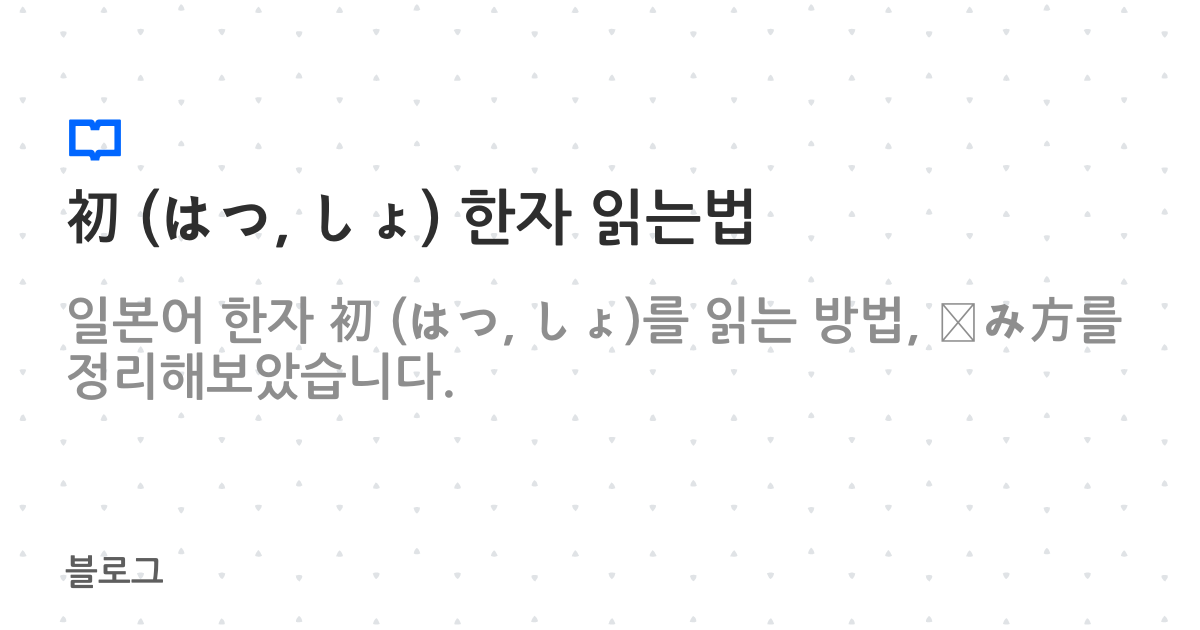 初 (はつ, しょ) 한자 읽는법
일본어 한자 初 (はつ, しょ)를 읽는 방법, み方를
정리해보았습니다.
블로그